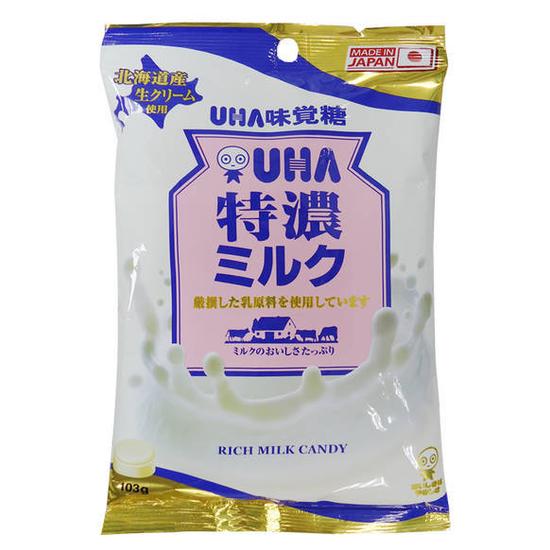 北海道産
生クリーム
使用
MADE IN
JAPAN
UHA味覚糖
UHA
特濃
ミルク
厳撰した乳原料を使用しています
ミルクのおいしさたっぷり
RICH MILK CANDY
103g